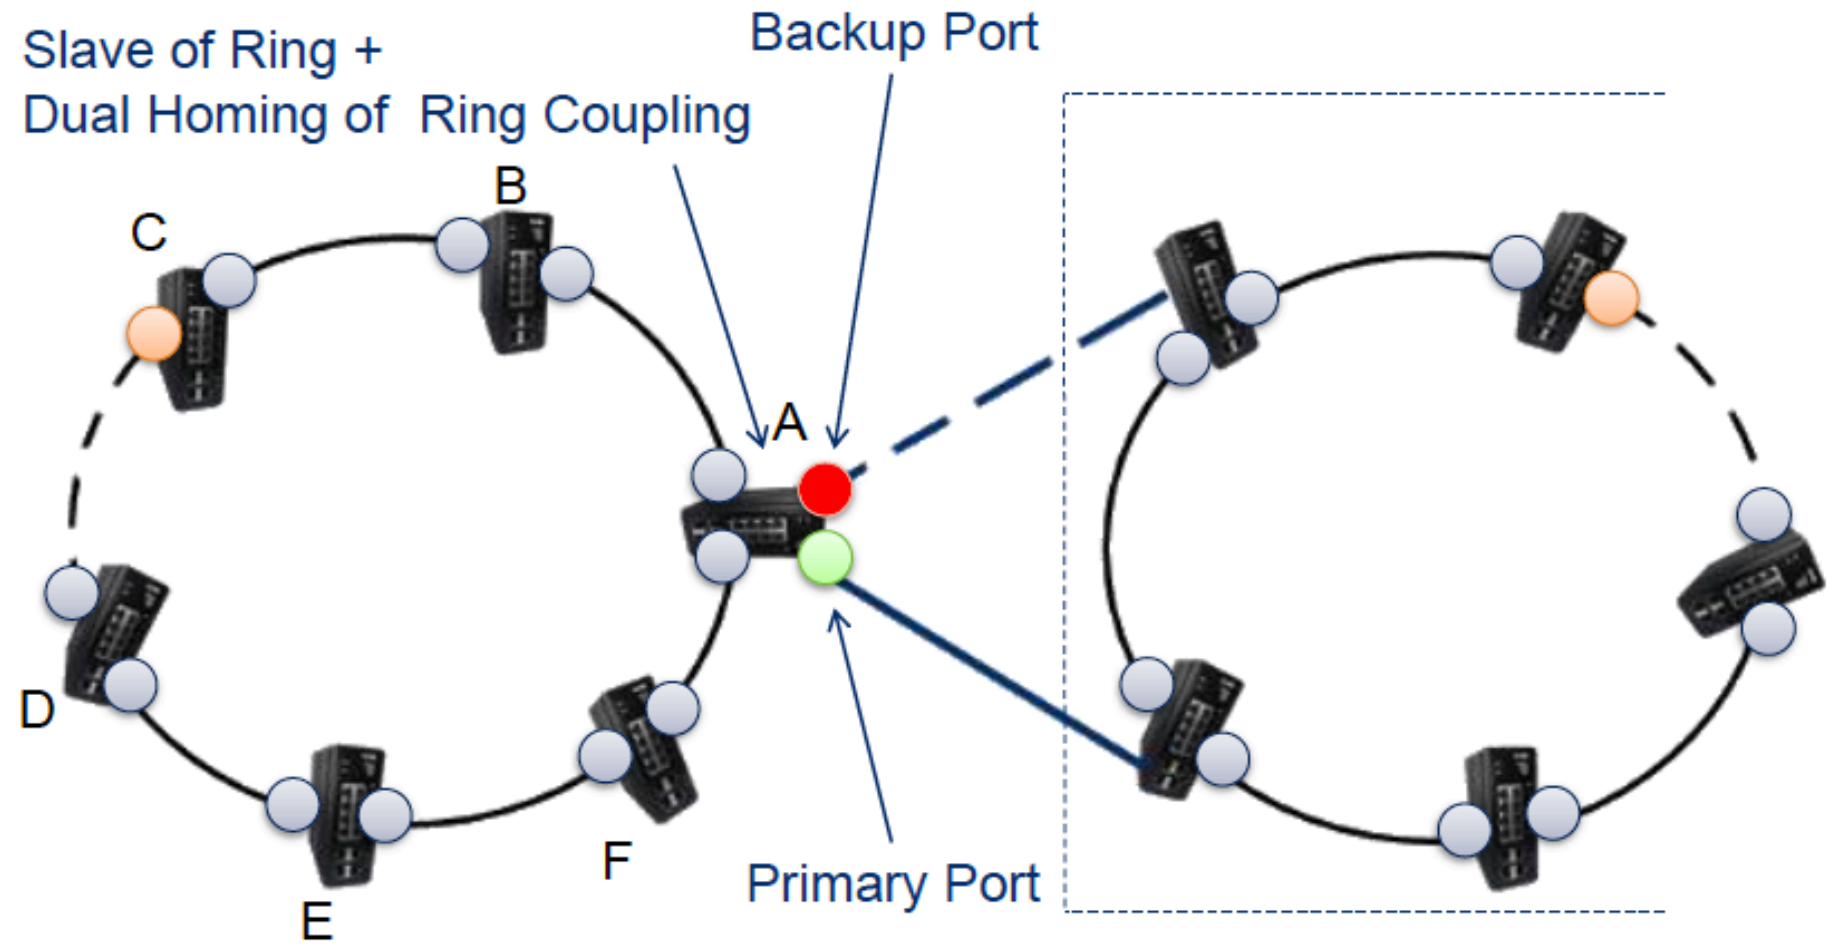 Slave of Ring +
Dual Homing of Ring Coupling
Backup Port
B
C
A
D
F
E
Primary Port